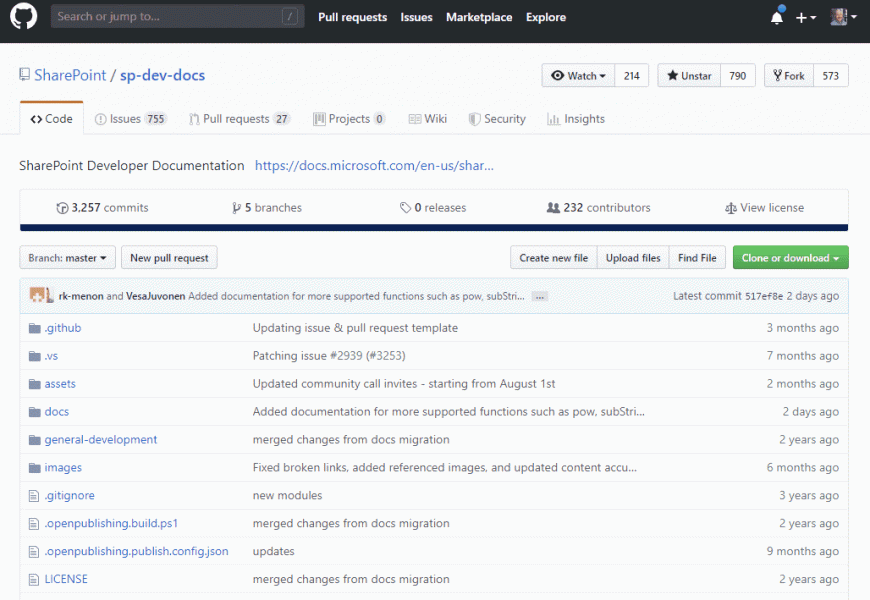 Search or jump to... /
Pull requests Issues Marketplace Explore
SharePoint / sp-dev-docs
Watch 214 Unstar 790 Fork 573
Code Issues 755 Pull requests 27 Projects 0 Wiki Security Insights
SharePoint Developer Documentation https://docs.microsoft.com/en-us/shar...
3,257 commits 5 branches 0 releases 232 contributors View license
Branch: master New pull request Create new file Upload files Find File Clone or download
rk-menon and VesaJuvonen Added documentation for more supported functions such as pow, subStri... ... Latest commit 517ef8e 2 days ago
.github Updating issue & pull request template 3 months ago
.vs Patching issue #2939 (#3253) 7 months ago
assets Updated community call invites - starting from August 1st 2 months ago
docs Added documentation for more supported functions such as pow, subStri... 2 days ago
general-development merged changes from docs migration 2 years ago
images Fixed broken links, added referenced images, and updated content accu... 6 months ago
.gitignore new modules 3 years ago
.openpublishing.build.ps1 merged changes from docs migration 2 years ago
.openpublishing.publish.config.json updates 9 months ago
LICENSE merged changes from docs migration 2 years ago